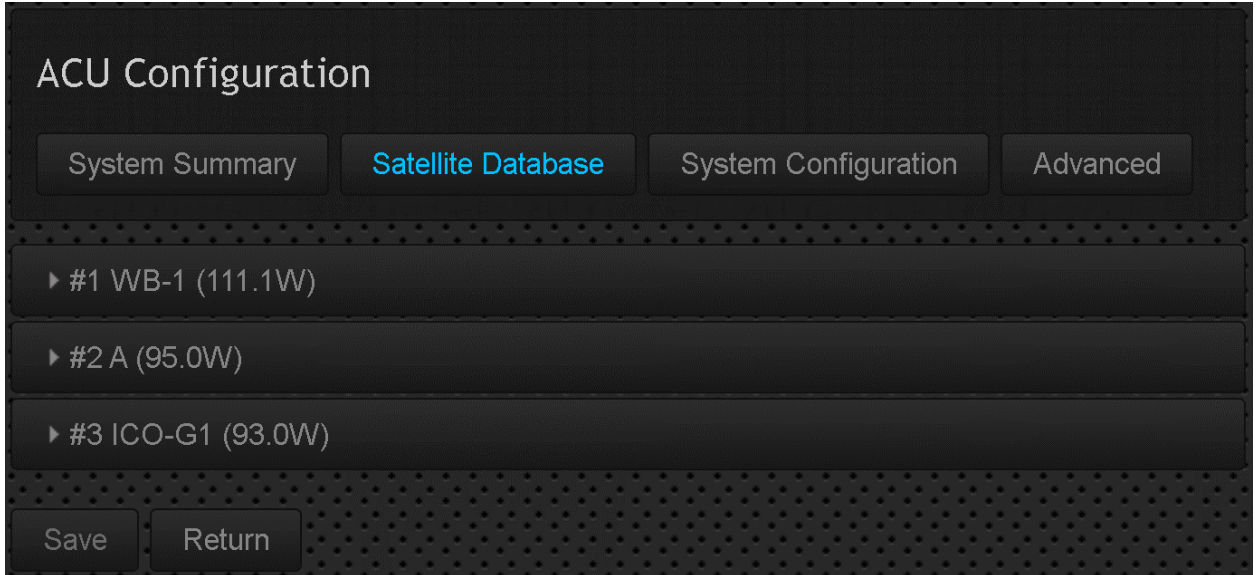 ACU Configuration
System Summary Satellite Database System Configuration Advanced
#1 WB-1 (111.1W)
#2 A (95.0W)
#3 ICO-G1 (93.0W)
Save Return